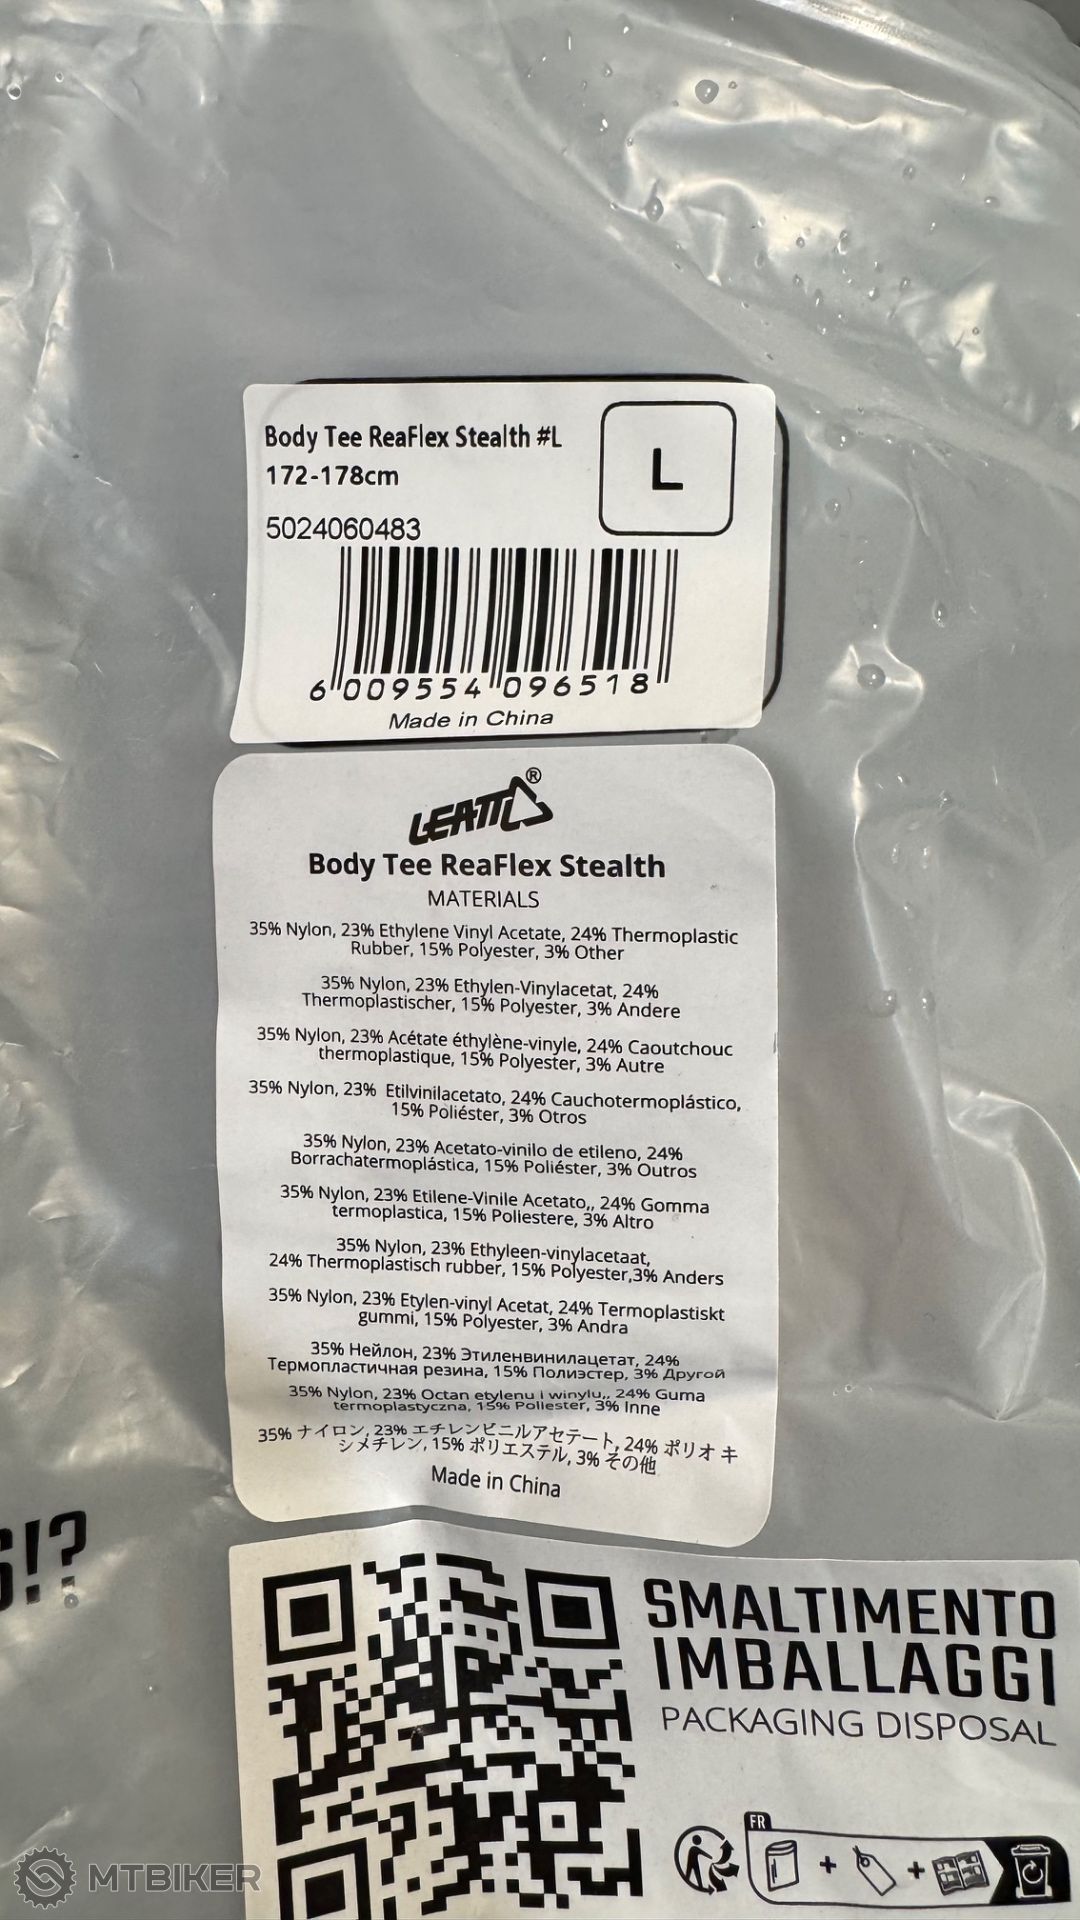 Body Tee ReaFlex Stealth #L
172-178cm
L
5024060483
6 009554 096518
Made in China
LEATT®
Body Tee ReaFlex Stealth
MATERIALS
35% Nylon, 23% Ethylene Vinyl Acetate, 24% Thermoplastic
Rubber, 15% Polyester, 3% Other
35% Nylon, 23% Ethylen-Vinylacetat, 24%
Thermoplastischer, 15% Polyester, 3% Andere
35% Nylon, 23% Acétate éthylène-vinyle, 24% Caoutchouc
thermoplastique, 15% Polyester, 3% Autre
35% Nylon, 23% Etilvinilacetato, 24% Cauchotermoplástico,
15% Poliéster, 3% Otros
35% Nylon, 23% Acetato-vinilo de etileno, 24%
Borrachatermoplástica, 15% Poliéster, 3% Outros
35% Nylon, 23% Etilene-Vinile Acetato,, 24% Gomma
termoplastica, 15% Poliestere, 3% Altro
35% Nylon, 23% Ethyleen-vinylacetaat,
24% Thermoplastisch rubber, 15% Polyester,3% Anders
35% Nylon, 23% Etylen-vinyl Acetat, 24% Termoplastiskt
gummi, 15% Polyester, 3% Andra
35% Нейлон, 23% Этиленвинилацетат, 24%
Термопластичная резина, 15% Полиэстер, 3% Другой
35% Nylon, 23% Octan etylenu i winylu,, 24% Guma
termoplastyczna, 15% Poliester, 3% Inne
35% ナイロン, 23% エチレンビニルアセテート, 24% ポリオ キ
シメチレン, 15% ポリエステル, 3% その他
Made in China
S!?
SMALTIMENTO
IMBALLAGGI
PACKAGING DISPOSAL
FR
+ +
MTBIKER